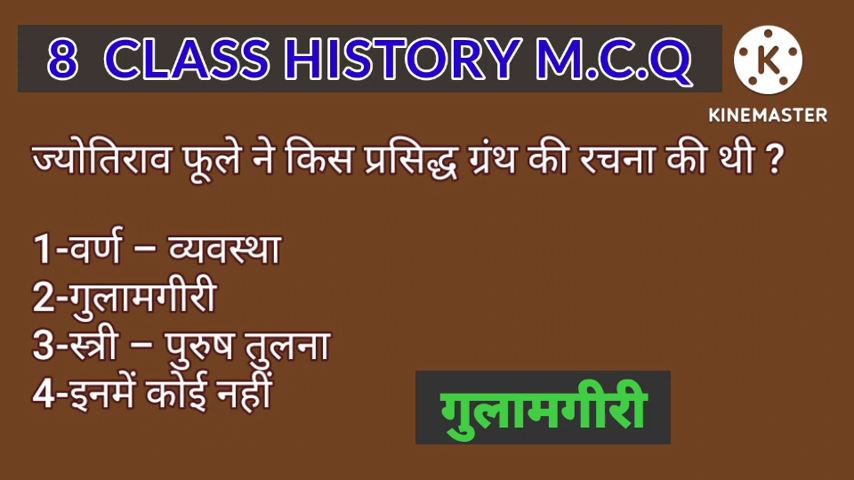 8 CLASS HISTORY M.C.Q
KINEMASTER
ज्योतिराव फूले ने किस प्रसिद्ध ग्रंथ की रचना की थी ?
1-वर्ण – व्यवस्था
2-गुलामगीरी
3-स्त्री – पुरुष तुलना
4-इनमें कोई नहीं
गुलामगीरी